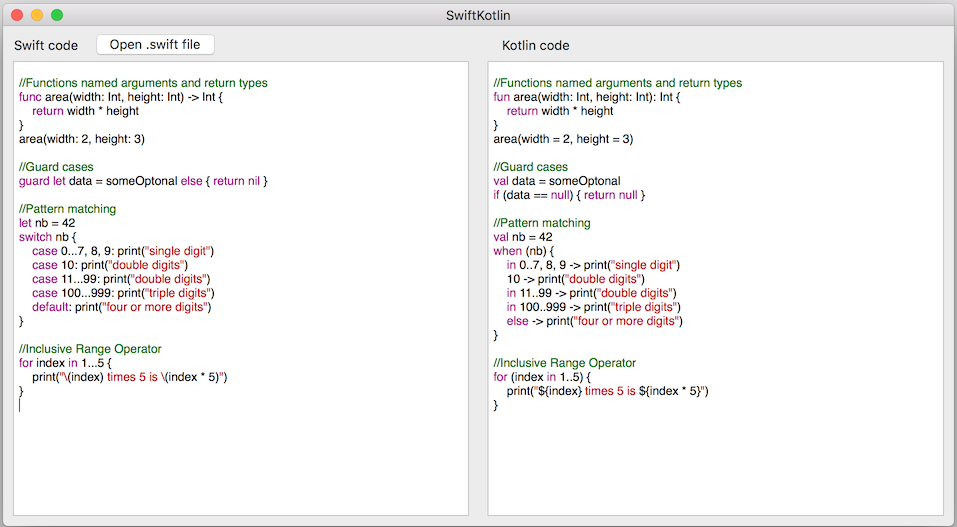 SwiftKotlin
Swift code
Open .swift file
//Functions named arguments and return types
func area(width: Int, height: Int) -> Int {
    return width * height
}
area(width: 2, height: 3)

//Guard cases
guard let data = someOptonal else { return nil }

//Pattern matching
let nb = 42
switch nb {
    case 0...7, 8, 9: print("single digit")
    case 10: print("double digits")
    case 11...99: print("double digits")
    case 100...999: print("triple digits")
    default: print("four or more digits")
}

//Inclusive Range Operator
for index in 1...5 {
    print("\(index) times 5 is \(index * 5)")
}
Kotlin code
//Functions named arguments and return types
fun area(width: Int, height: Int): Int {
    return width * height
}
area(width = 2, height = 3)

//Guard cases
val data = someOptonal
if (data == null) { return null }

//Pattern matching
val nb = 42
when (nb) {
    in 0..7, 8, 9 -> print("single digit")
    10 -> print("double digits")
    in 11..99 -> print("double digits")
    in 100..999 -> print("triple digits")
    else -> print("four or more digits")
}

//Inclusive Range Operator
for (index in 1..5) {
    print("${index} times 5 is ${index * 5}")
}